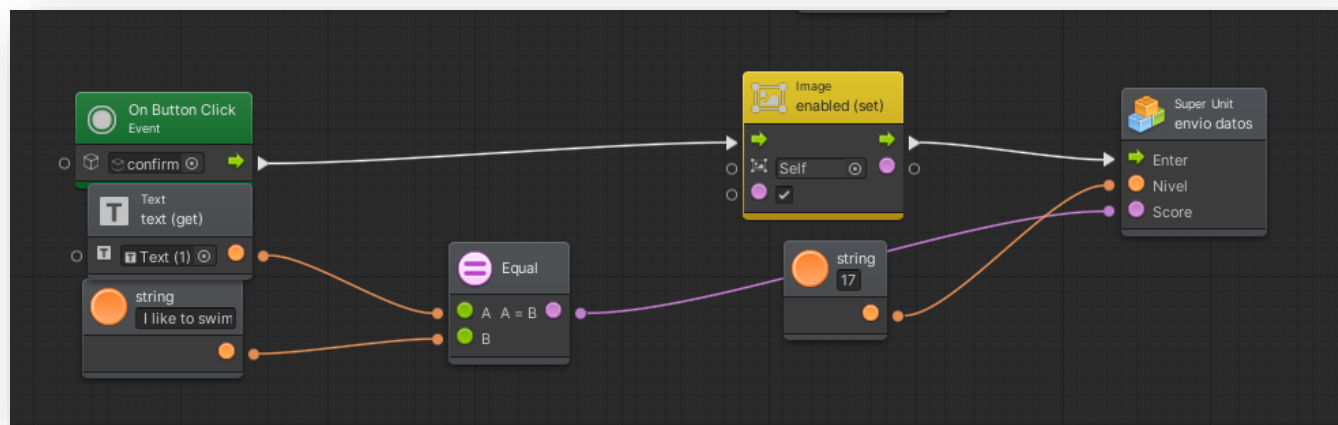 On Button Click
Event
confirm
Text
text (get)
Text (1)
string
I like to swim
Equal
A A = B
B
Image
enabled (set)
Self
string
17
Super Unit
envio datos
Enter
Nivel
Score